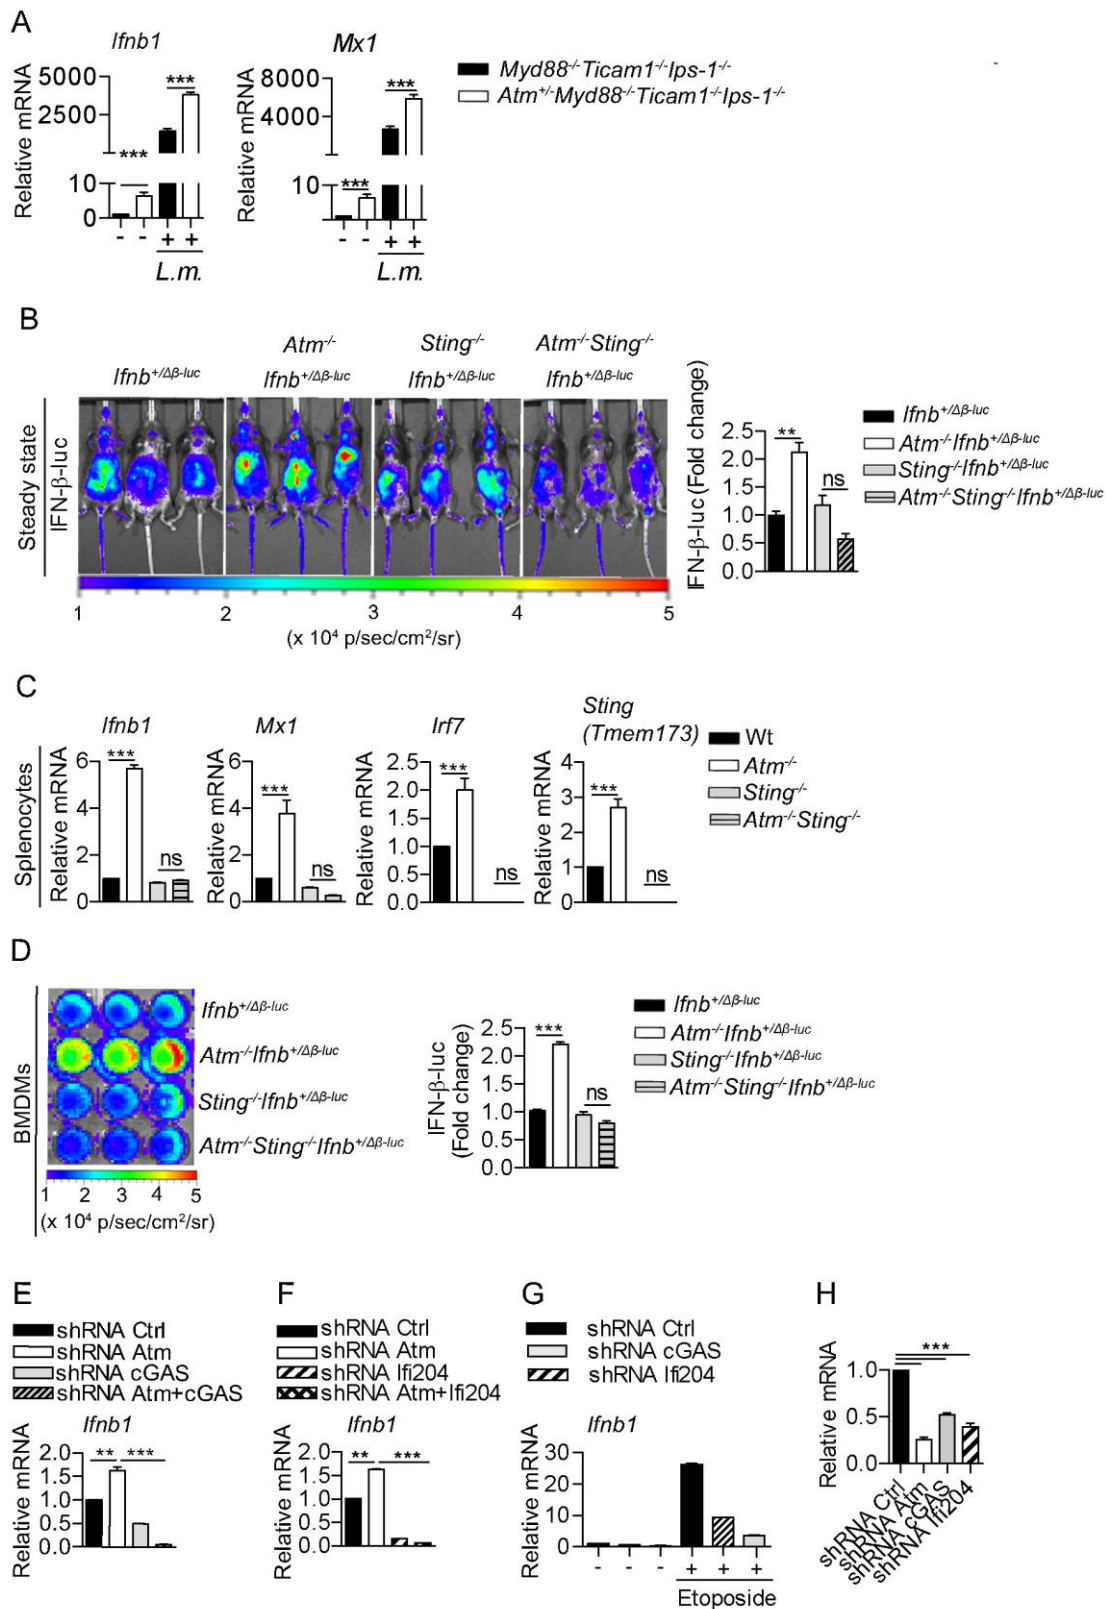 A
Ifnb1
Mx1
Relative mRNA
5000
2500
10
0
***
***
- - + +
L.m.
Relative mRNA
8000
4000
10
***
***
- - + +
L.m.
Myd88-/-Ticam1-/-Ips-1-/-
Atm+/-Myd88-/-Ticam1-/-Ips-1-/-
B
Atm-/- Sting-/- Atm-/-Sting-/-
Ifnb+/Δβ-luc Ifnb+/Δβ-luc Ifnb+/Δβ-luc Ifnb+/Δβ-luc
Steady state
IFN-β-luc
1 2 3 4 5
(x 10⁴ p/sec/cm²/sr)
IFN-β-luc (Fold change)
2.5
2.0
1.5
1.0
0.5
0.0
**
ns
Ifnb+/Δβ-luc
Atm-/-Ifnb+/Δβ-luc
Sting-/-Ifnb+/Δβ-luc
Atm-/-Sting-/-Ifnb+/Δβ-luc
C
Splenocytes
Ifnb1
Relative mRNA
6
4
2
0
***
ns
Mx1
Relative mRNA
6
4
2
0
***
ns
Irf7
Relative mRNA
2.5
2.0
1.5
1.0
0.5
0.0
***
ns
Sting
(Tmem173)
Relative mRNA
4
3
2
1
0
***
ns
Wt
Atm-/-
Sting-/-
Atm-/-Sting-/-
D
BMDMs
Ifnb+/Δβ-luc
Atm-/-Ifnb+/Δβ-luc
Sting-/-Ifnb+/Δβ-luc
Atm-/-Sting-/-Ifnb+/Δβ-luc
1 2 3 4 5
(x 10⁴ p/sec/cm²/sr)
IFN-β-luc
(Fold change)
2.5
2.0
1.5
1.0
0.5
0.0
***
ns
Ifnb+/Δβ-luc
Atm-/-Ifnb+/Δβ-luc
Sting-/-Ifnb+/Δβ-luc
Atm-/-Sting-/-Ifnb+/Δβ-luc
E
shRNA Ctrl
shRNA Atm
shRNA cGAS
shRNA Atm+cGAS
Ifnb1
Relative mRNA
2.0
1.5
1.0
0.5
0.0
** ***
F
shRNA Ctrl
shRNA Atm
shRNA Ifi204
shRNA Atm+Ifi204
Ifnb1
Relative mRNA
2.0
1.5
1.0
0.5
0.0
** ***
G
shRNA Ctrl
shRNA cGAS
shRNA Ifi204
Ifnb1
Relative mRNA
30
20
10
0
- - - + + +
Etoposide
H
Relative mRNA
1.0
0.5
0.0
***
shRNA Ctrl
shRNA Atm
shRNA cGAS
shRNA Ifi204